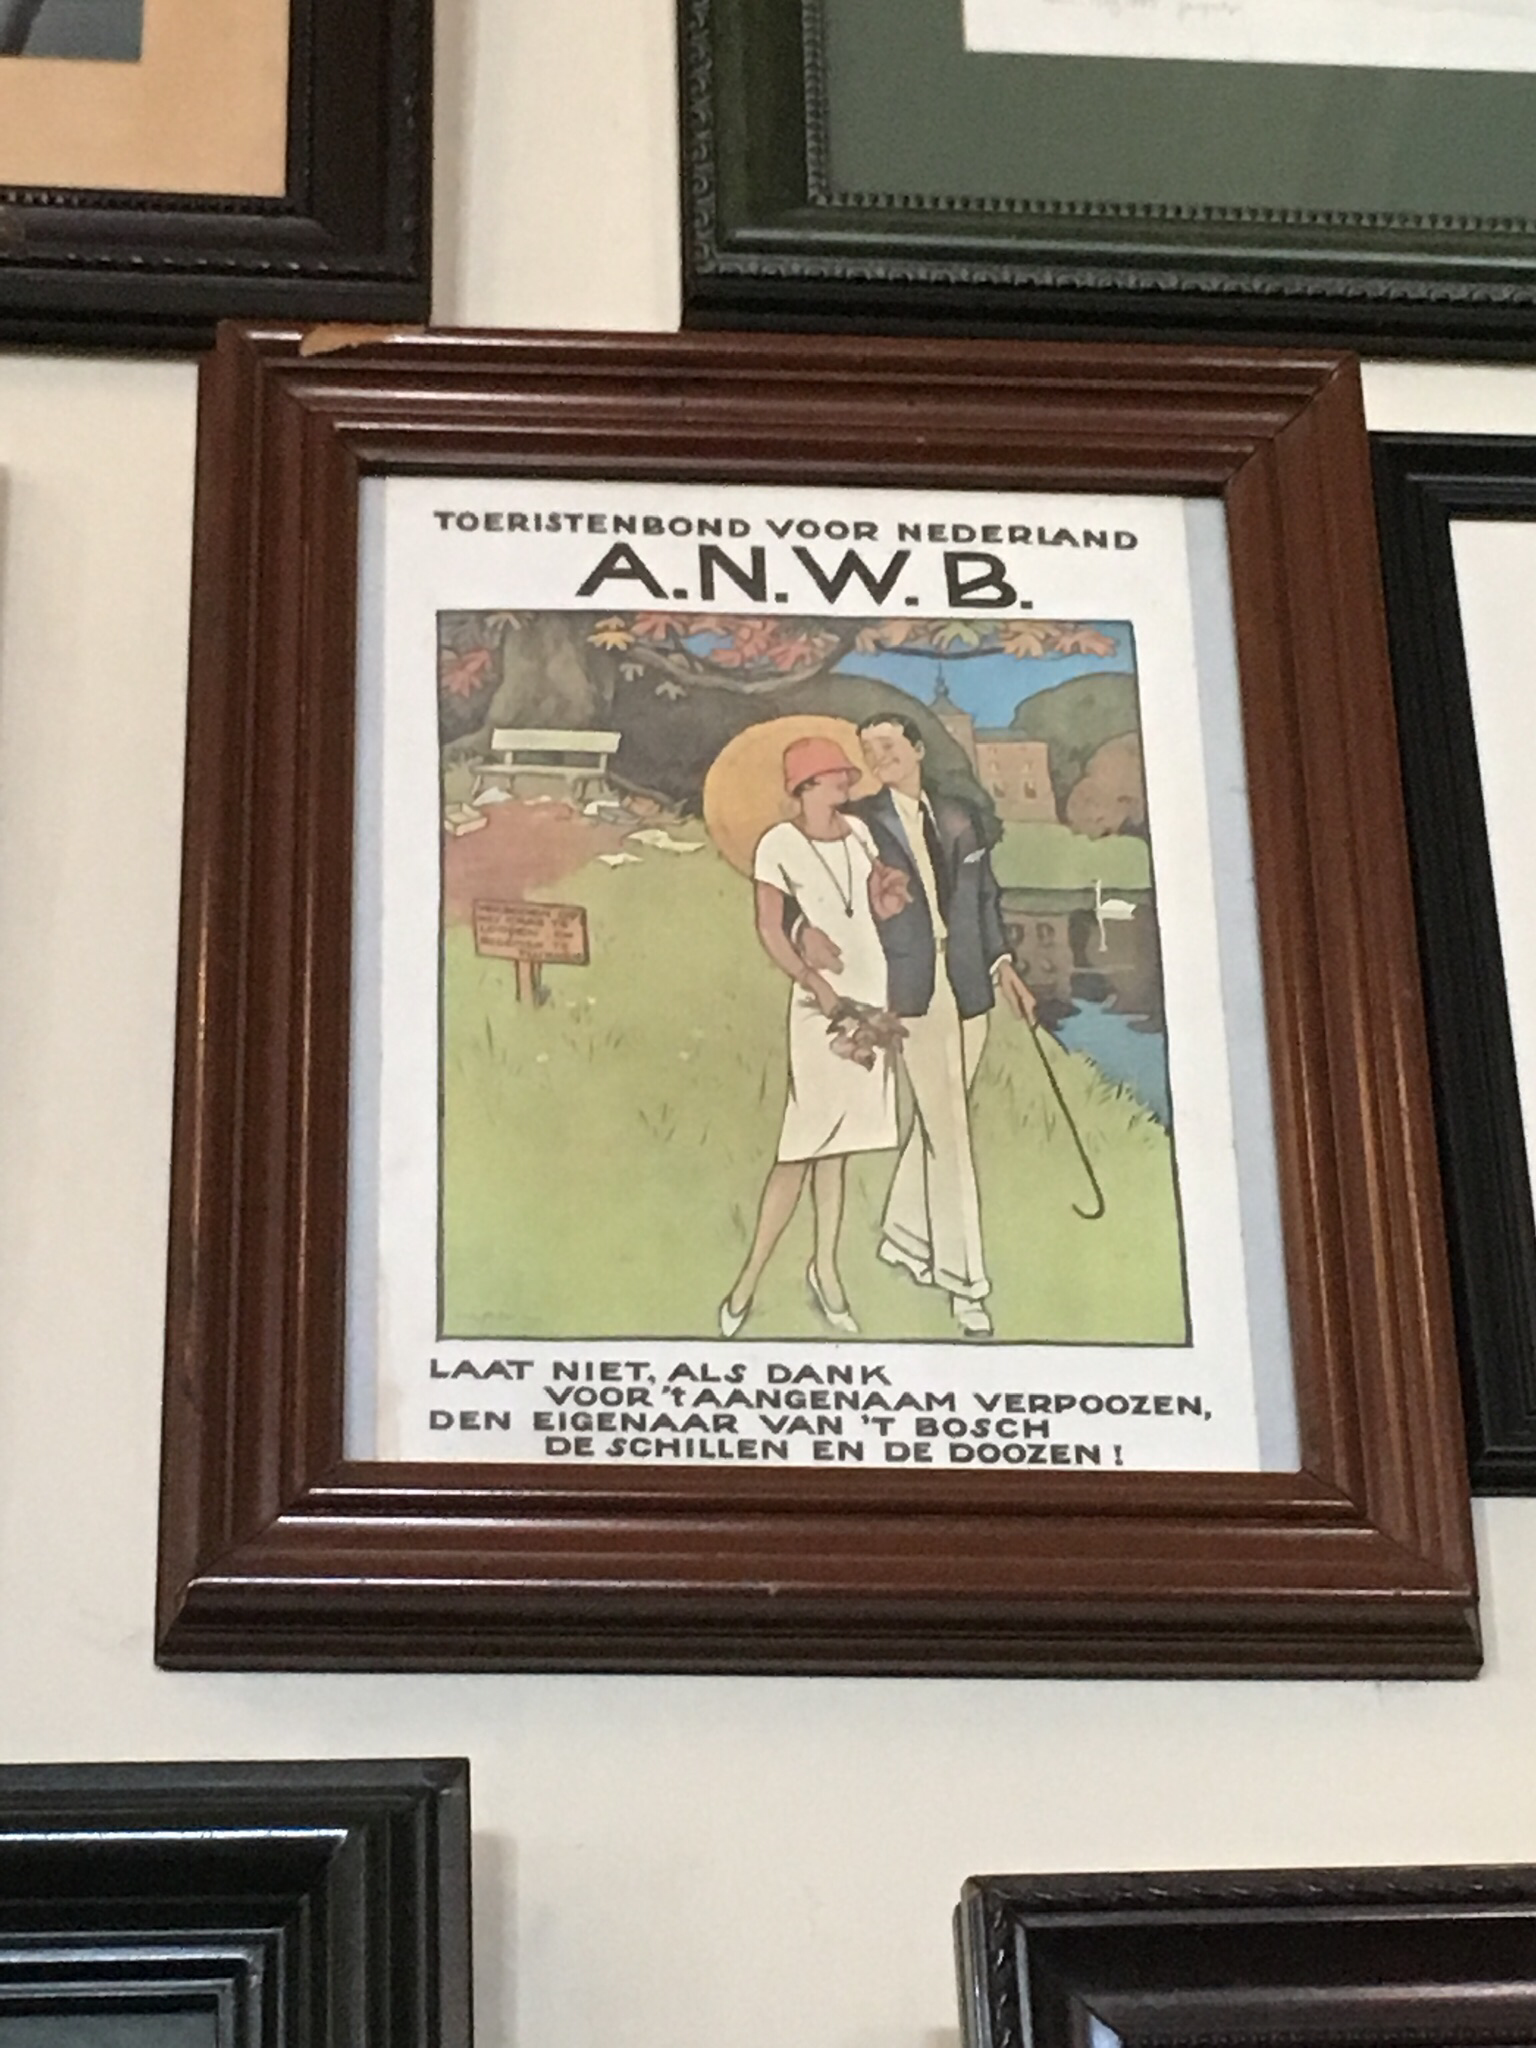 TOERISTENBOND VOOR NEDERLAND
A.N.W.B.
LAAT NIET, ALS DANK
VOOR 't AANGENAAM VERPOOZEN,
DEN EIGENAAR VAN 'T BOSCH
DE SCHILLEN EN DE DOOZEN!